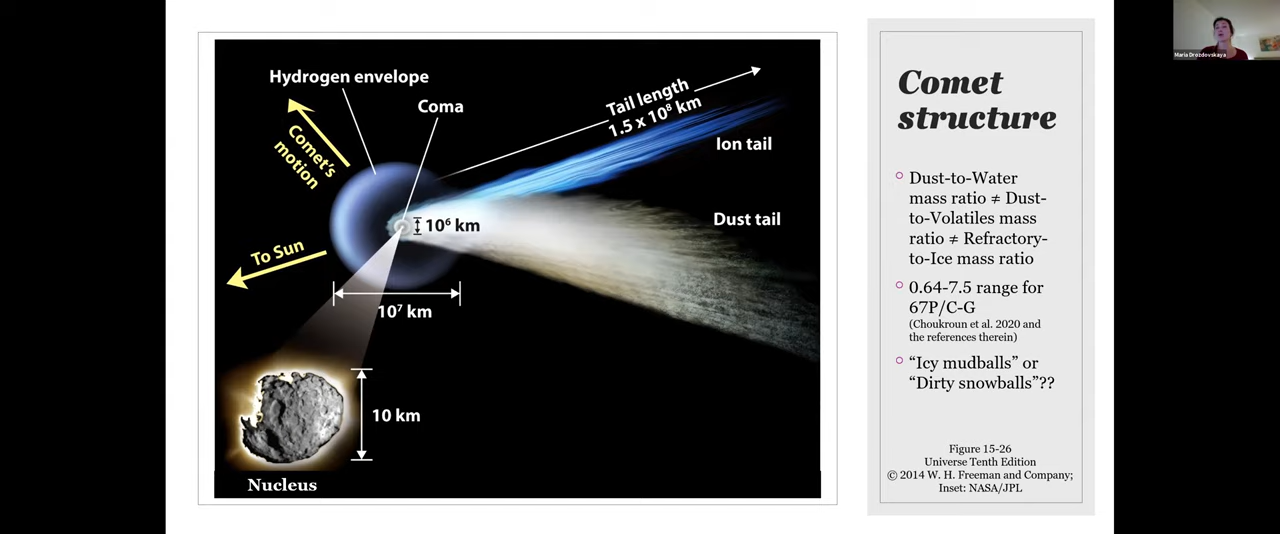 Hydrogen envelope
Coma
Comet's
motion
To Sun
Tail length
1.5 x 10⁸ km
Ion tail
Dust tail
10⁶ km
10⁷ km
10 km
Nucleus
Comet
structure
Dust-to-Water
mass ratio ≠ Dust-
to-Volatiles mass
ratio ≠ Refractory-
to-Ice mass ratio
0.64-7.5 range for
67P/C-G
(Choukroun et al. 2020 and
the references therein)
“Icy mudballs” or
“Dirty snowballs”??
Figure 15-26
Universe Tenth Edition
© 2014 W. H. Freeman and Company;
Inset: NASA/JPL
Maria Drozdovskaya